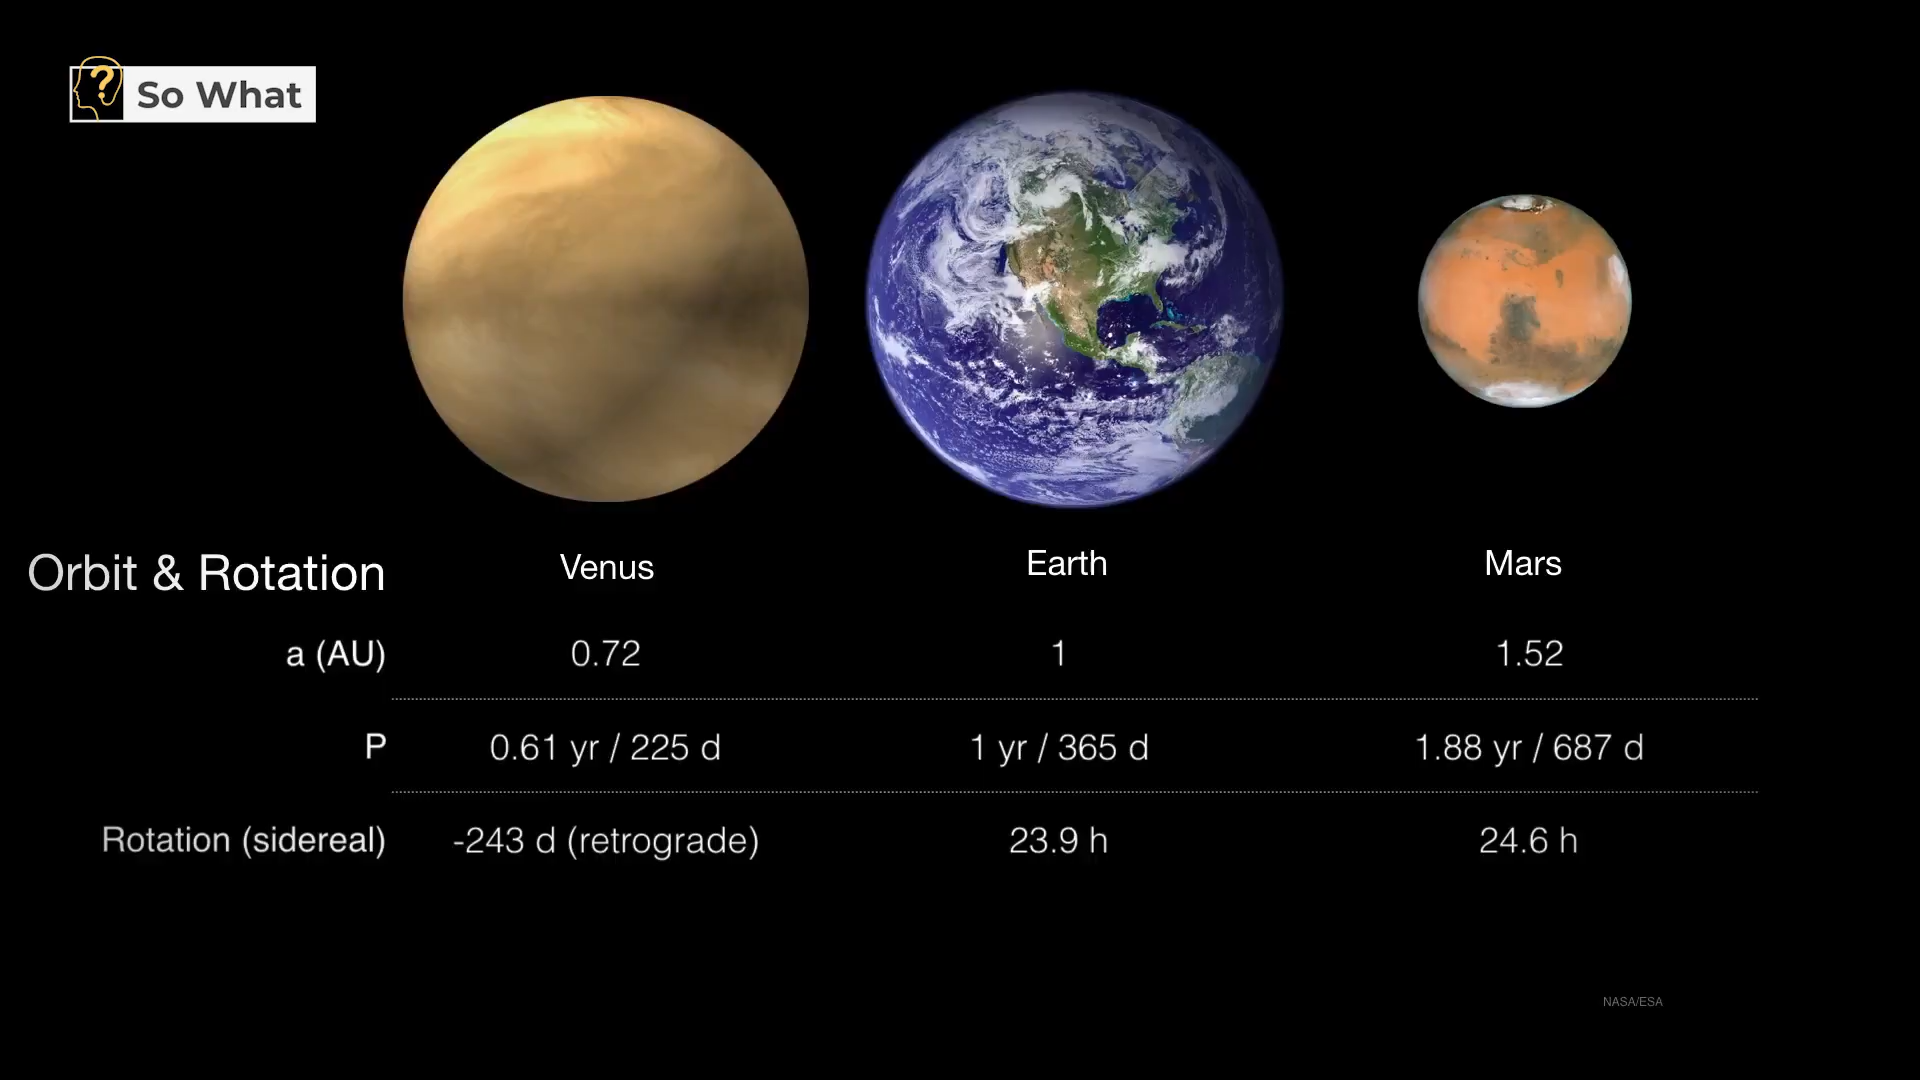 ? So What
Orbit & Rotation Venus Earth Mars
a (AU) 0.72 1 1.52
P 0.61 yr / 225 d 1 yr / 365 d 1.88 yr / 687 d
Rotation (sidereal) -243 d (retrograde) 23.9 h 24.6 h
NASA/ESA